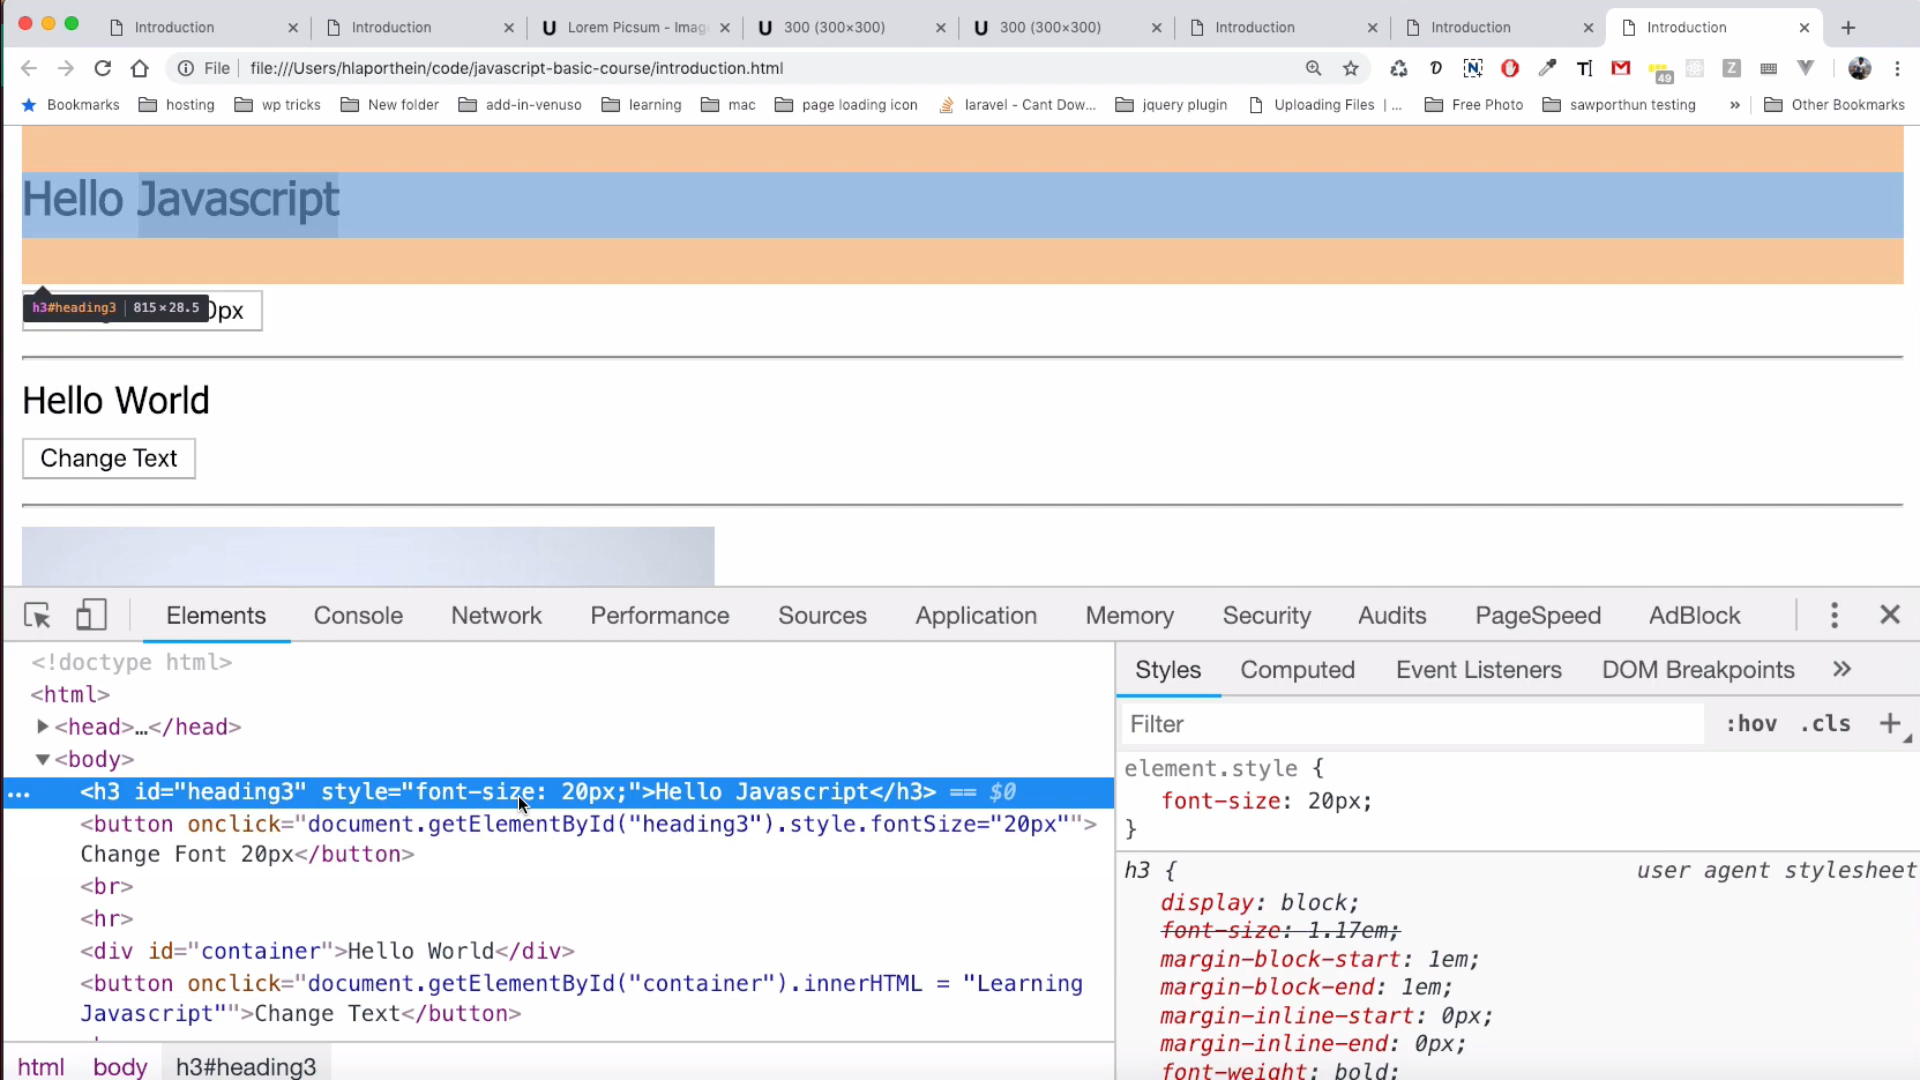 Introduction
Introduction
Lorem Picsum - Imag
300 (300×300)
300 (300×300)
Introduction
Introduction
Introduction
File
file:///Users/hlaporthein/code/javascript-basic-course/introduction.html
49
Bookmarks
hosting
wp tricks
New folder
add-in-venuso
learning
mac
page loading icon
laravel - Cant Dow...
jquery plugin
Uploading Files | ...
Free Photo
sawporthun testing
»
Other Bookmarks
Hello Javascript
h3#heading3 815×28.5
0px
Hello World
Change Text
Elements
Console
Network
Performance
Sources
Application
Memory
Security
Audits
PageSpeed
AdBlock
<!doctype html>
<html>
<head>…</head>
<body>
... <h3 id="heading3" style="font-size: 20px;">Hello Javascript</h3> == $0
<button onclick="document.getElementById("heading3").style.fontSize="20px"">
Change Font 20px</button>
<br>
<hr>
<div id="container">Hello World</div>
<button onclick="document.getElementById("container").innerHTML = "Learning
Javascript"">Change Text</button>
html body h3#heading3
Styles
Computed
Event Listeners
DOM Breakpoints
»
Filter
:hov .cls +
element.style {
font-size: 20px;
}
h3 { user agent stylesheet
display: block;
font-size: 1.17em;
margin-block-start: 1em;
margin-block-end: 1em;
margin-inline-start: 0px;
margin-inline-end: 0px;
font-weight: bold;